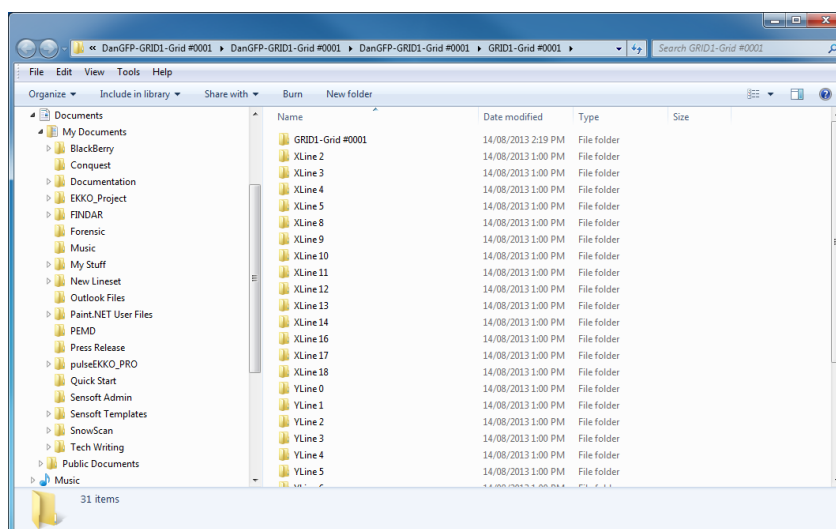 « DanGFP-GRID1-Grid #0001 DanGFP-GRID1-Grid #0001 DanGFP-GRID1-Grid #0001 GRID1-Grid #0001 Search GRID1-Grid #0001
File Edit View Tools Help
Organize Include in library Share with Burn New folder
Documents
My Documents
BlackBerry
Conquest
Documentation
EKKO_Project
FINDAR
Forensic
Music
My Stuff
New Lineset
Outlook Files
Paint.NET User Files
PEMD
Press Release
pulseEKKO_PRO
Quick Start
Sensoft Admin
Sensoft Templates
SnowScan
Tech Writing
Public Documents
Music
Name Date modified Type Size
GRID1-Grid #0001 14/08/2013 2:19 PM File folder
XLine 2 14/08/2013 1:00 PM File folder
XLine 3 14/08/2013 1:00 PM File folder
XLine 4 14/08/2013 1:00 PM File folder
XLine 5 14/08/2013 1:00 PM File folder
XLine 8 14/08/2013 1:00 PM File folder
XLine 9 14/08/2013 1:00 PM File folder
XLine 10 14/08/2013 1:00 PM File folder
XLine 11 14/08/2013 1:00 PM File folder
XLine 12 14/08/2013 1:00 PM File folder
XLine 13 14/08/2013 1:00 PM File folder
XLine 14 14/08/2013 1:00 PM File folder
XLine 16 14/08/2013 1:00 PM File folder
XLine 17 14/08/2013 1:00 PM File folder
XLine 18 14/08/2013 1:00 PM File folder
YLine 0 14/08/2013 1:00 PM File folder
YLine 1 14/08/2013 1:00 PM File folder
YLine 2 14/08/2013 1:00 PM File folder
YLine 3 14/08/2013 1:00 PM File folder
YLine 4 14/08/2013 1:00 PM File folder
YLine 5 14/08/2013 1:00 PM File folder
31 items